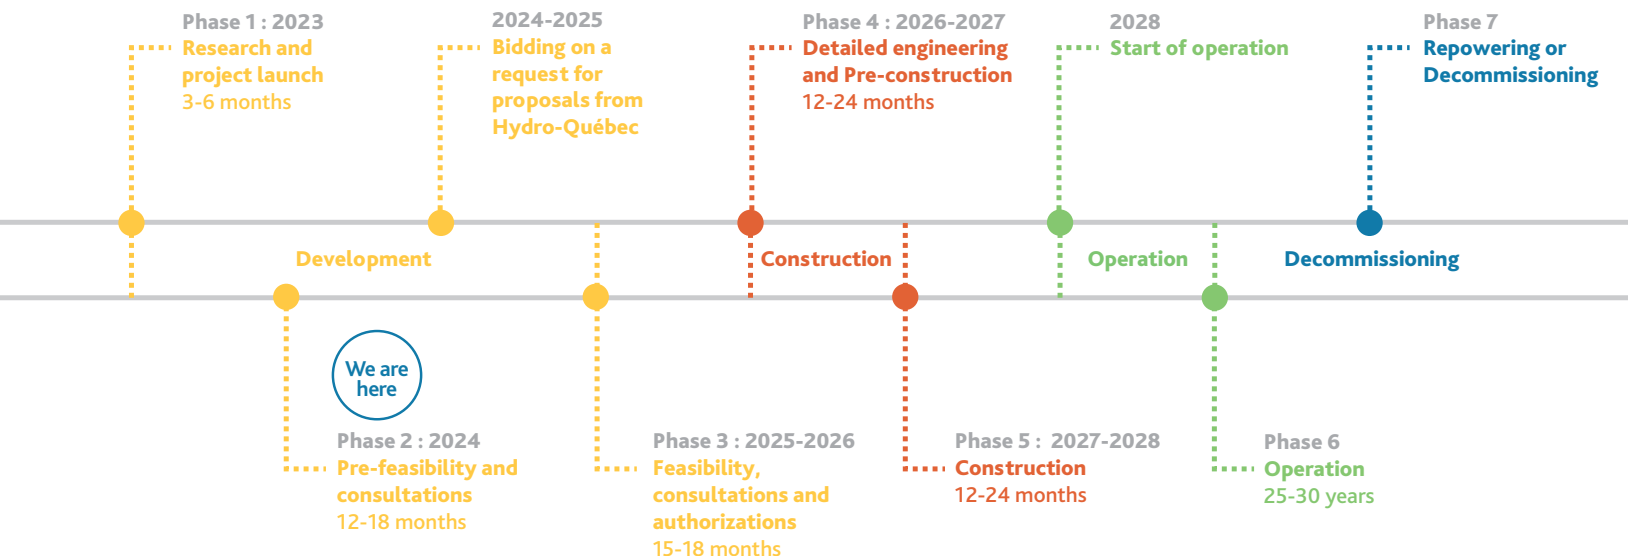 Phase 1 : 2023
Research and
project launch
3-6 months
2024-2025
Bidding on a
request for
proposals from
Hydro-Québec
Phase 4 : 2026-2027
Detailed engineering
and Pre-construction
12-24 months
2028
Start of operation
Phase 7
Repowering or
Decommissioning
Development
Construction
Operation
Decommissioning
We are
here
Phase 2 : 2024
Pre-feasibility and
consultations
12-18 months
Phase 3 : 2025-2026
Feasibility,
consultations and
authorizations
15-18 months
Phase 5 : 2027-2028
Construction
12-24 months
Phase 6
Operation
25-30 years